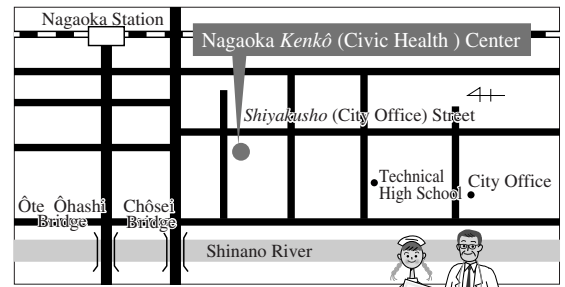 Nagaoka Station
Nagaoka Kenkô (Civic Health ) Center
Shiyakusho (City Office) Street
Technical
High School
City Office
Ôte Ôhashi
Bridge
Chôsei
Bridge
Shinano River